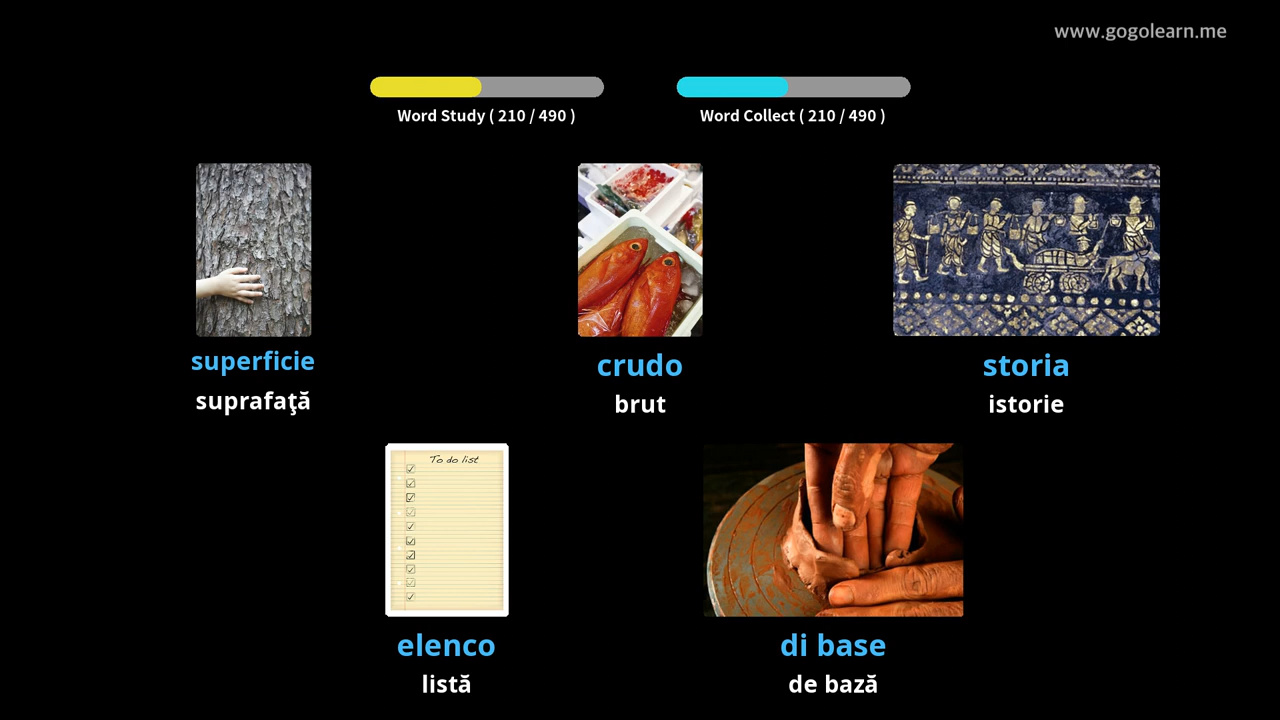 www.gogolearn.me
Word Study ( 210 / 490 )
Word Collect ( 210 / 490 )
superficie
suprafaţă
crudo
brut
storia
istorie
To do list
elenco
listă
di base
de bază